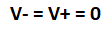 V- = V+ = 0